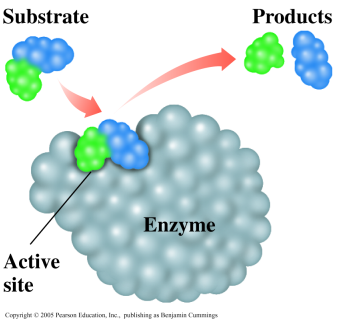 Substrate
Products
Enzyme
Active
site
Copyright © 2005 Pearson Education, Inc., publishing as Benjamin Cummings